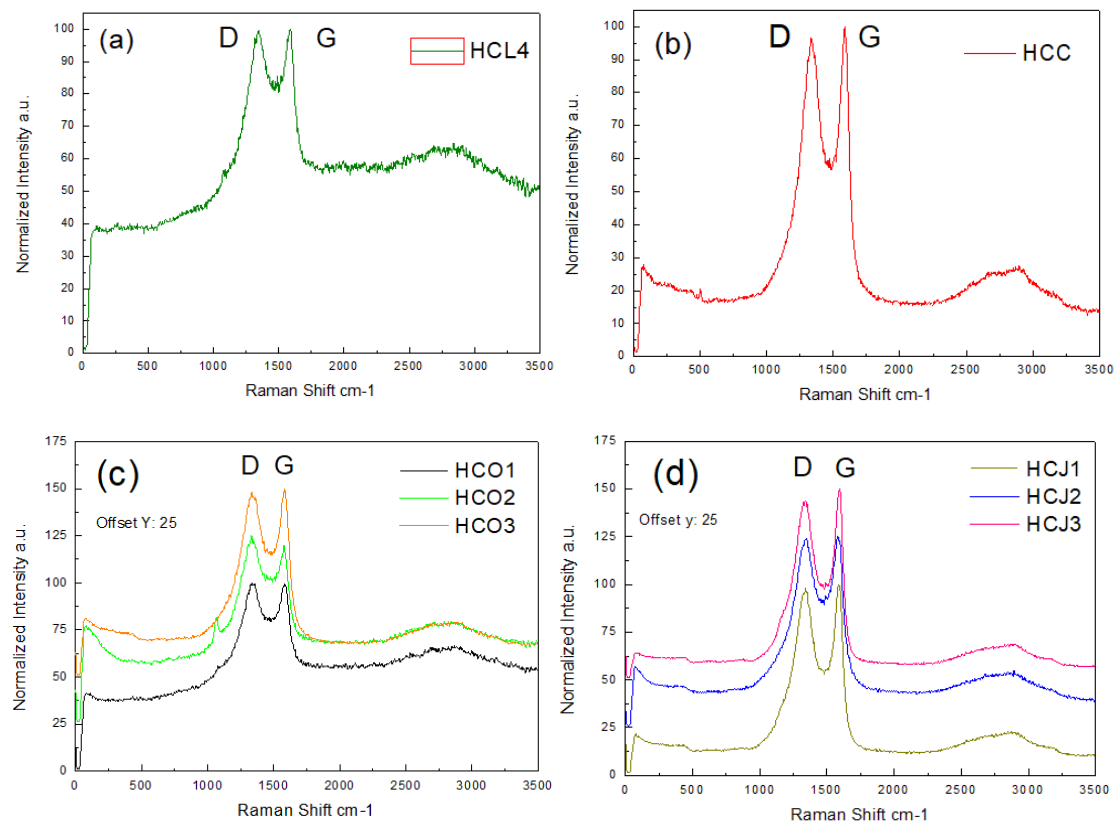 (a)
D G
HCL4
100
90
80
70
60
50
40
30
20
10
0
0 500 1000 1500 2000 2500 3000 3500
Normalized Intensity a.u.
Raman Shift cm-1
(b)
D G
HCC
100
90
80
70
60
50
40
30
20
10
0
0 500 1000 1500 2000 2500 3000 3500
Normalized Intensity a.u.
Raman Shift cm-1
(c)
D G
HCO1
HCO2
HCO3
Offset Y: 25
175
150
125
100
75
50
25
0
0 500 1000 1500 2000 2500 3000 3500
Normalized Intensity a.u.
Raman Shift cm-1
(d)
D G
HCJ1
HCJ2
HCJ3
Offset y: 25
175
150
125
100
75
50
25
0
0 500 1000 1500 2000 2500 3000 3500
Normalized Intensity a.u.
Raman Shift cm-1